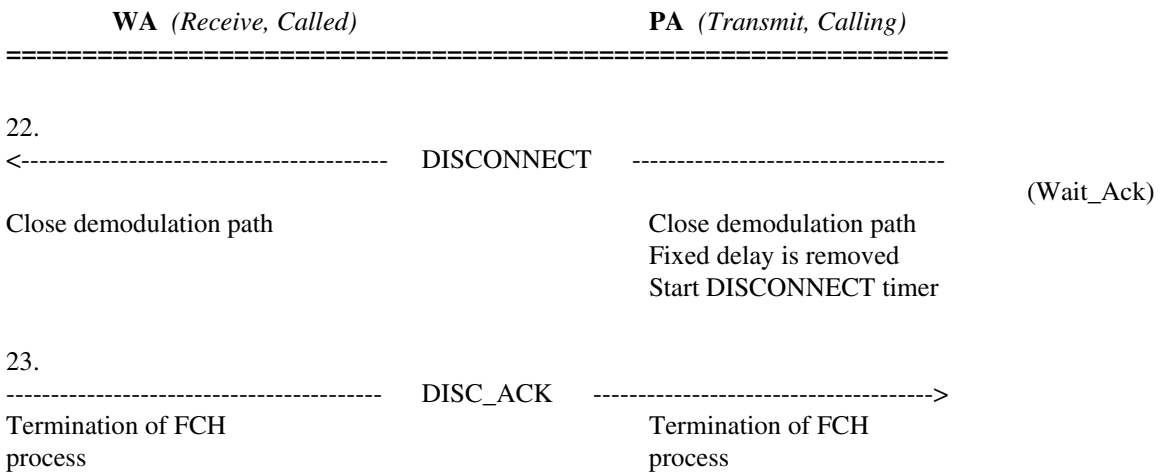 WA (Receive, Called) PA (Transmit, Calling)
===============================================================
22.
<----------------------------------------- DISCONNECT -----------------------------------
(Wait_Ack)
Close demodulation path Close demodulation path
Fixed delay is removed
Start DISCONNECT timer
23.
------------------------------------------ DISC_ACK -------------------------------------->
Termination of FCH Termination of FCH
process process